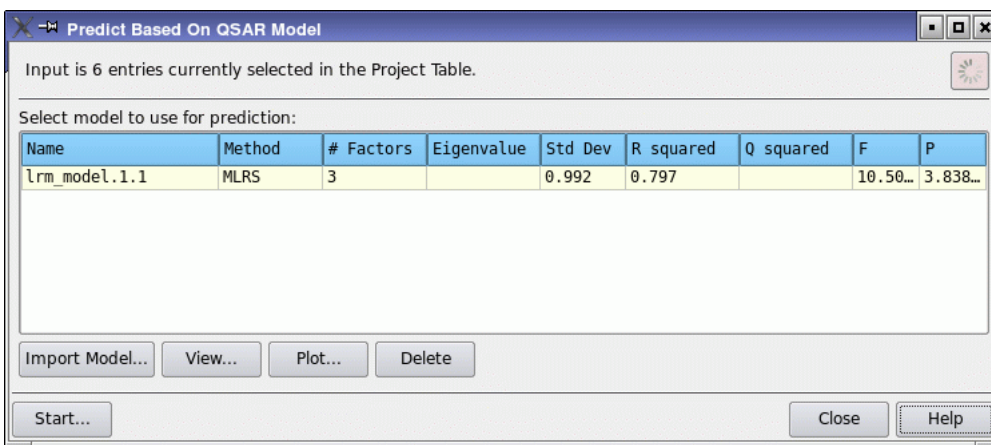 Predict Based On QSAR Model
Input is 6 entries currently selected in the Project Table.
Select model to use for prediction:
Name Method # Factors Eigenvalue Std Dev R squared Q squared F P
lrm_model.1.1 MLRS 3 0.992 0.797 10.50… 3.838…
Import Model... View... Plot... Delete
Start... Close Help